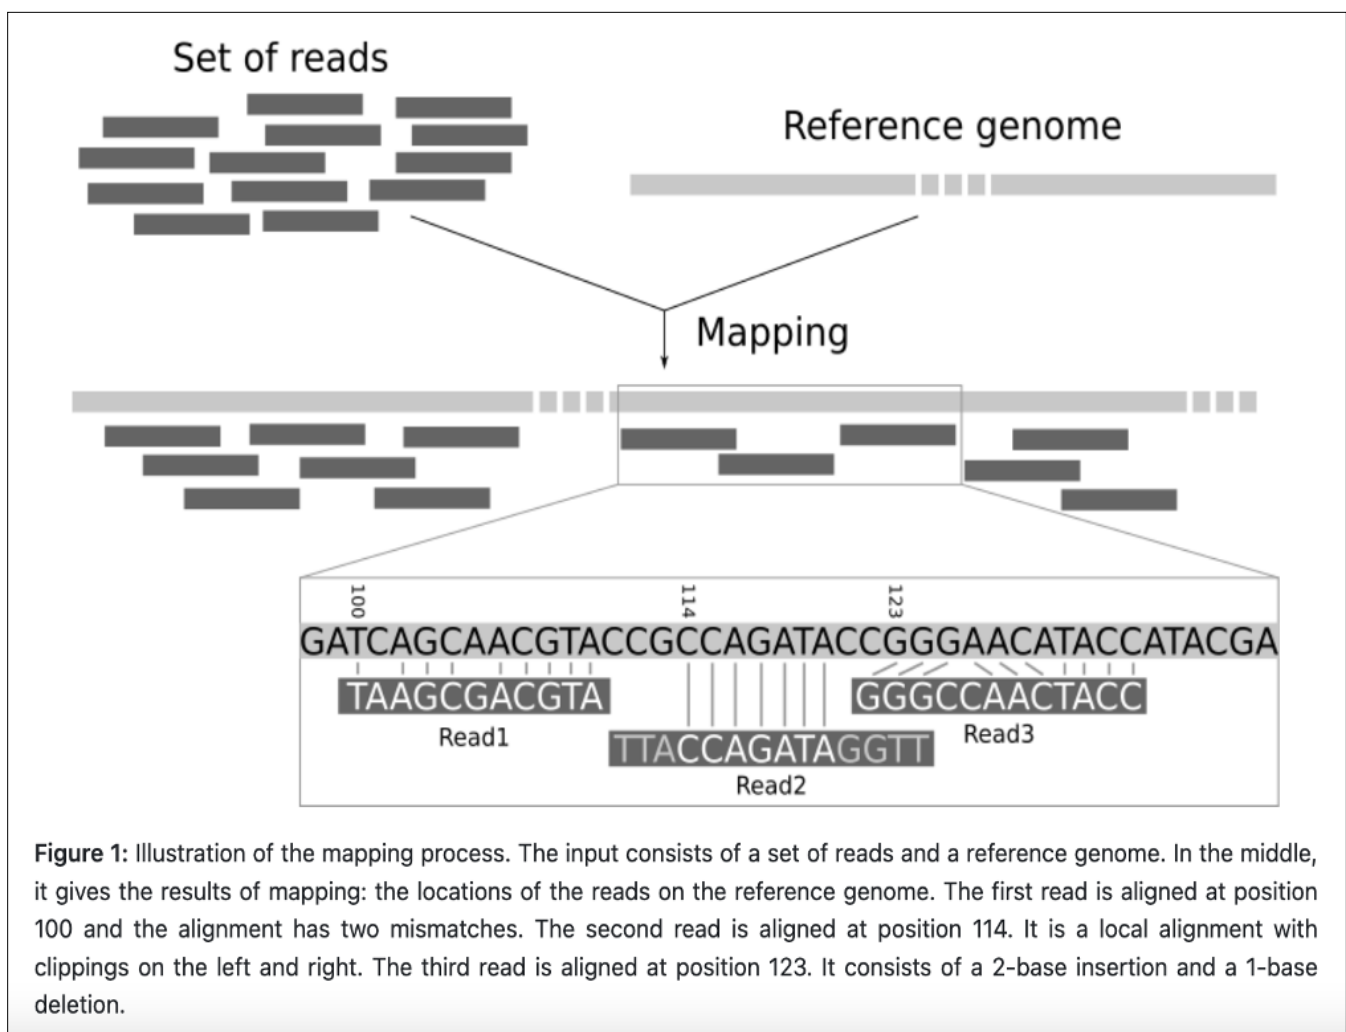 Set of reads
Reference genome
Mapping
100
114
123
GATCAGCAACGTACCGCCAGATACCGGGAACATACCATACGA
TAAGCGACGTA
GGGCCAACTACC
Read1
Read3
TTACCAGATAGGTT
Read2
Figure 1: Illustration of the mapping process. The input consists of a set of reads and a reference genome. In the middle,
it gives the results of mapping: the locations of the reads on the reference genome. The first read is aligned at position
100 and the alignment has two mismatches. The second read is aligned at position 114. It is a local alignment with
clippings on the left and right. The third read is aligned at position 123. It consists of a 2-base insertion and a 1-base
deletion.